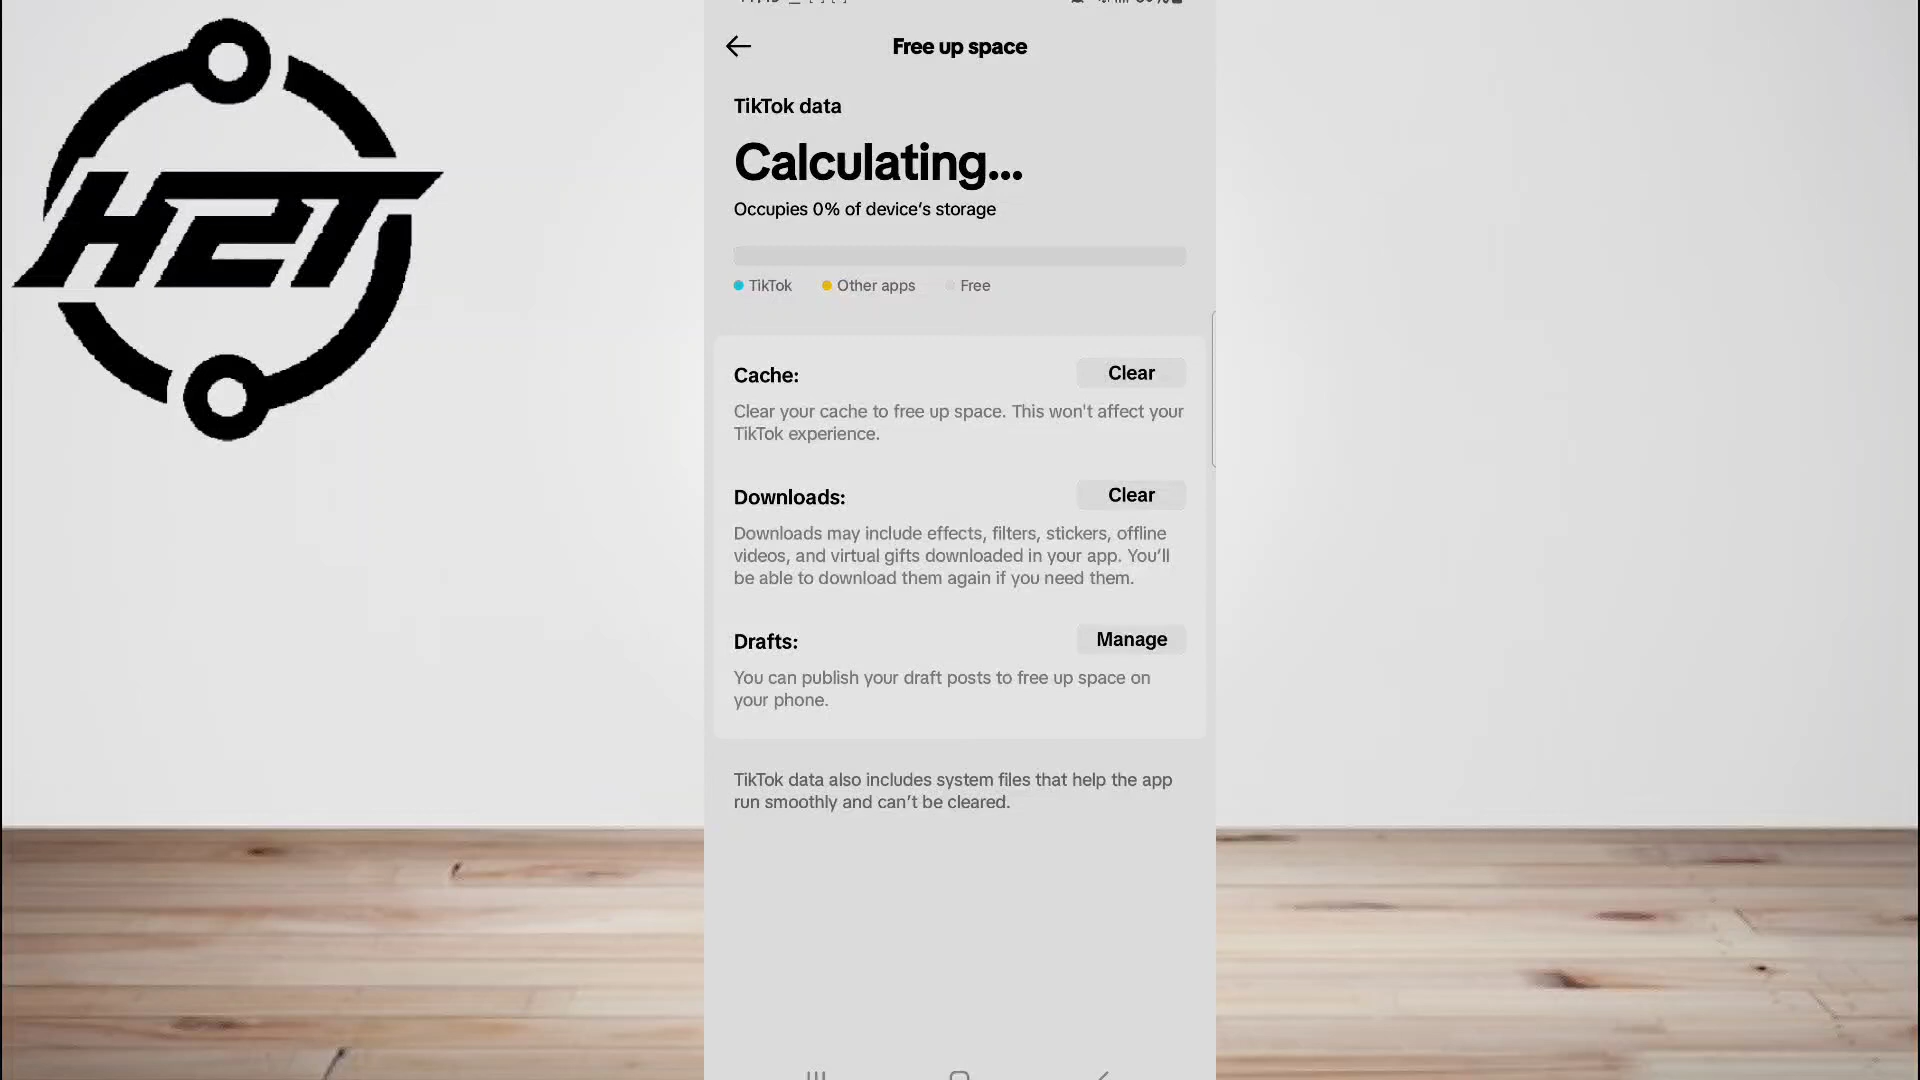 H2T
Free up space
TikTok data
Calculating...
Occupies 0% of device's storage
TikTok Other apps Free
Cache: Clear
Clear your cache to free up space. This won't affect your
TikTok experience.
Downloads: Clear
Downloads may include effects, filters, stickers, offline
videos, and virtual gifts downloaded in your app. You'll
be able to download them again if you need them.
Drafts: Manage
You can publish your draft posts to free up space on
your phone.
TikTok data also includes system files that help the app
run smoothly and can't be cleared.